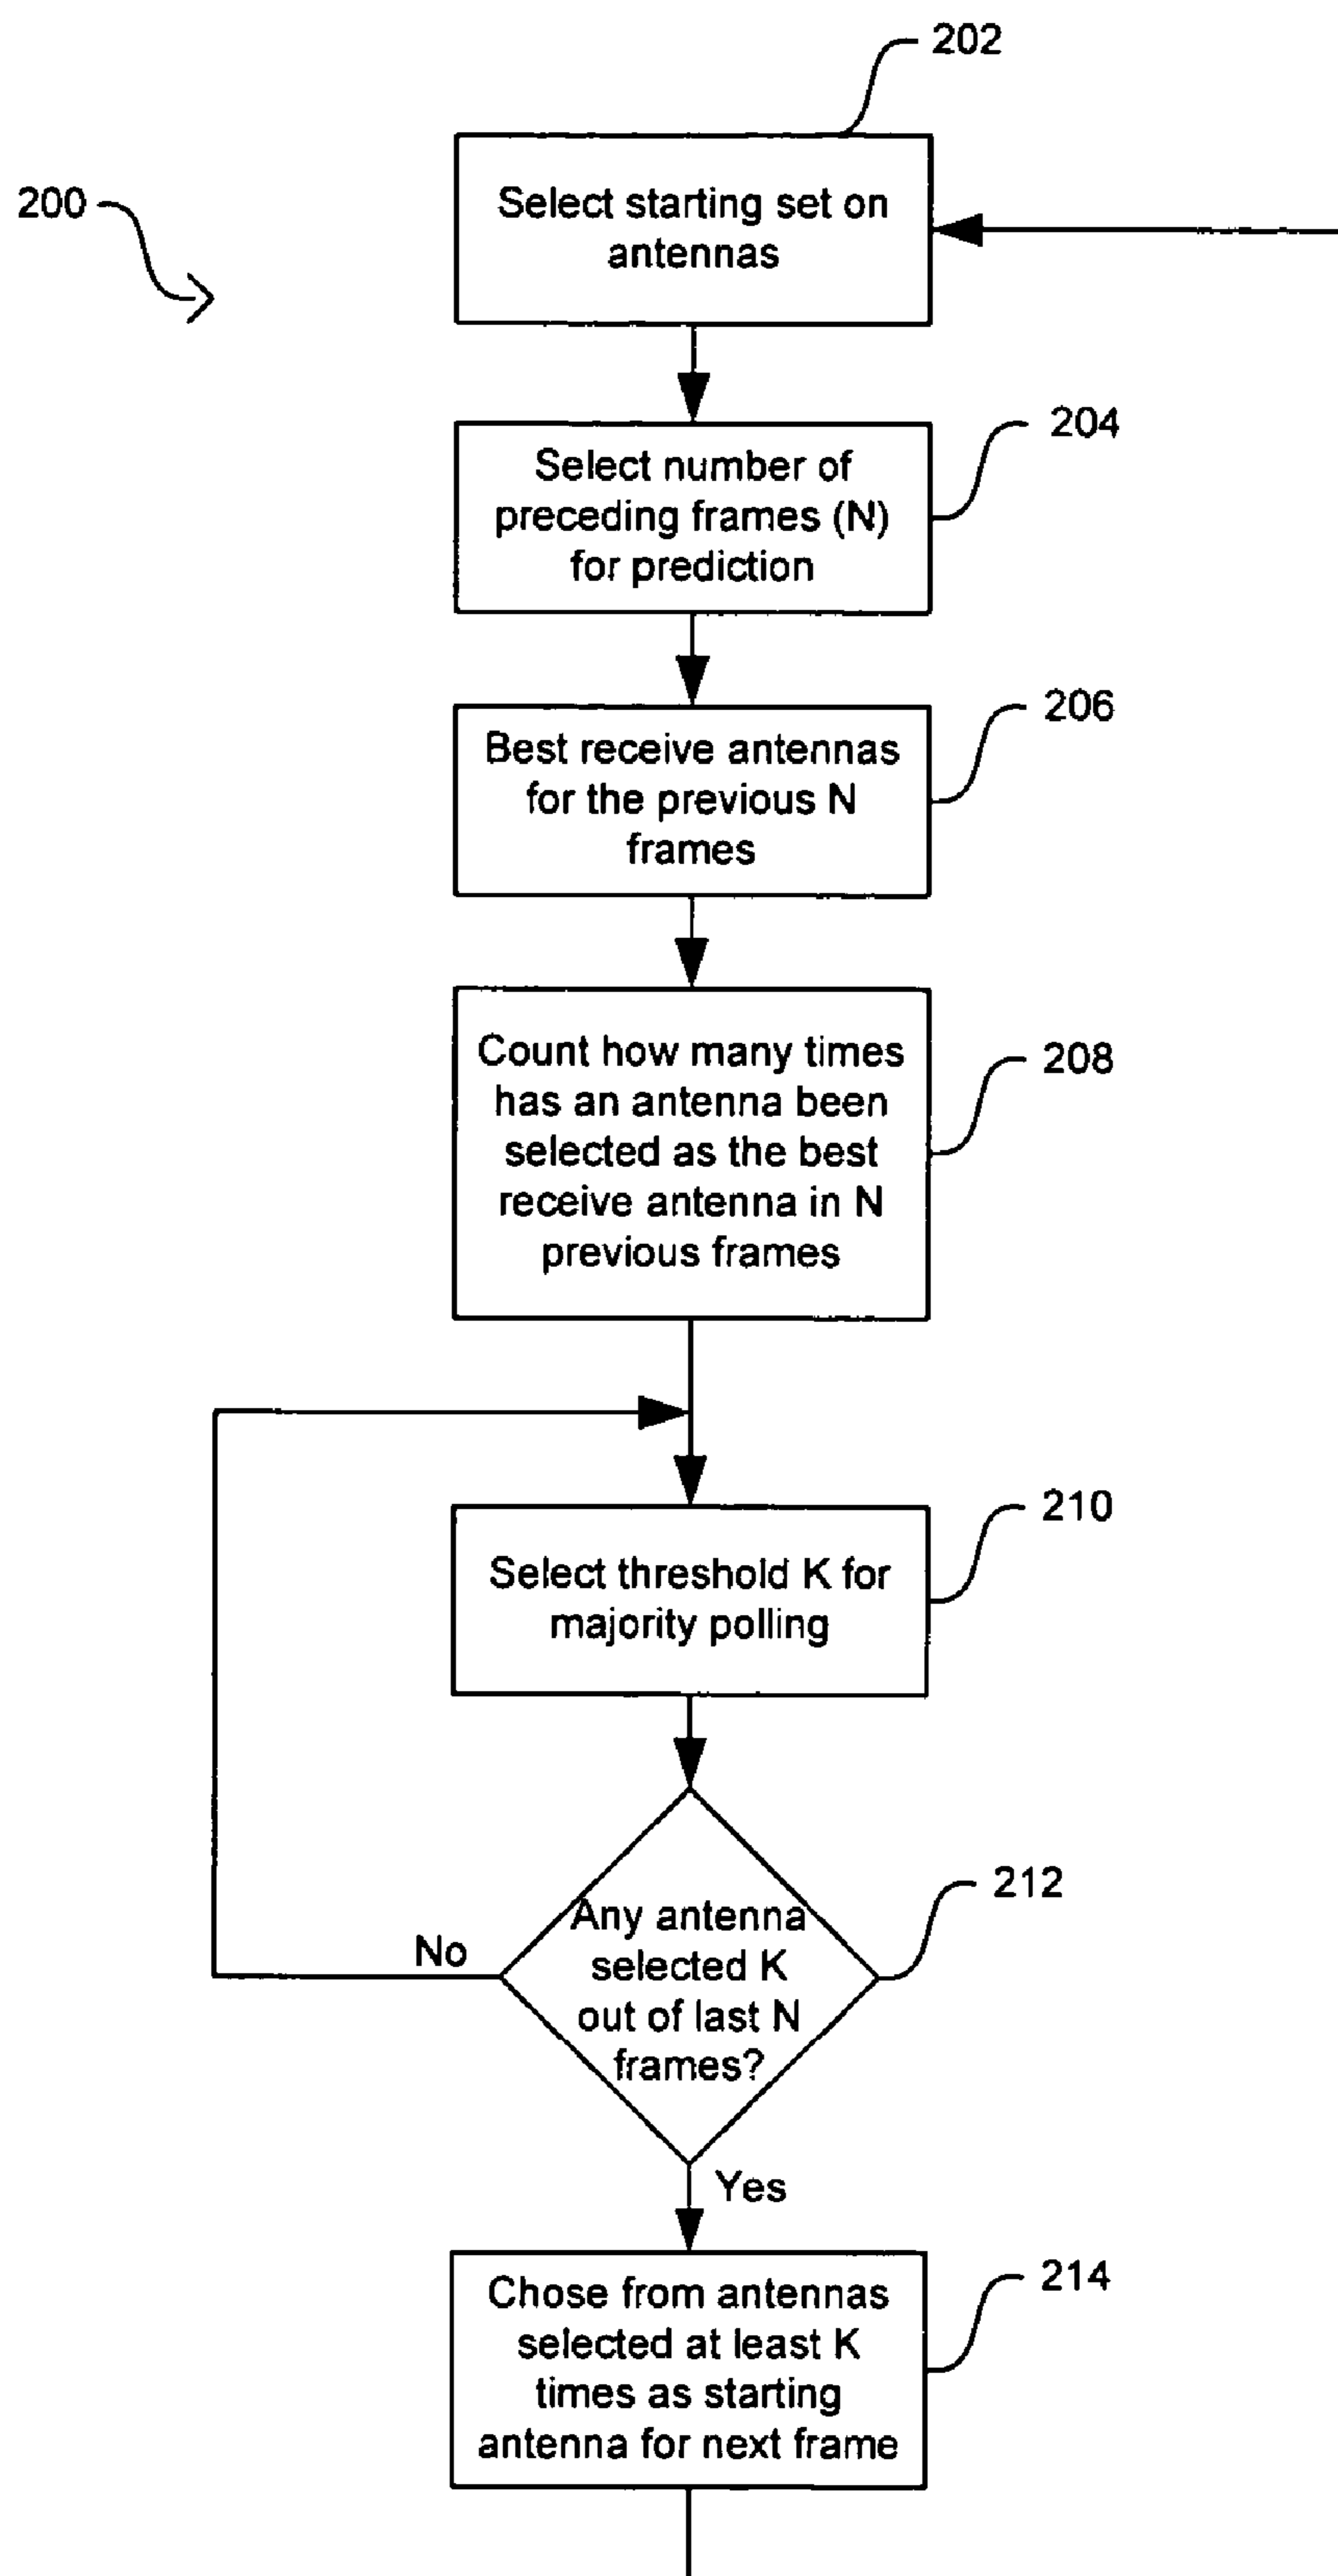 202
200
Select starting set on
antennas
204
Select number of
preceding frames (N)
for prediction
206
Best receive antennas
for the previous N
frames
208
Count how many times
has an antenna been
selected as the best
receive antenna in N
previous frames
210
Select threshold K for
majority polling
212
Any antenna
selected K
out of last N
frames?
No
Yes
214
Chose from antennas
selected at least K
times as starting
antenna for next frame